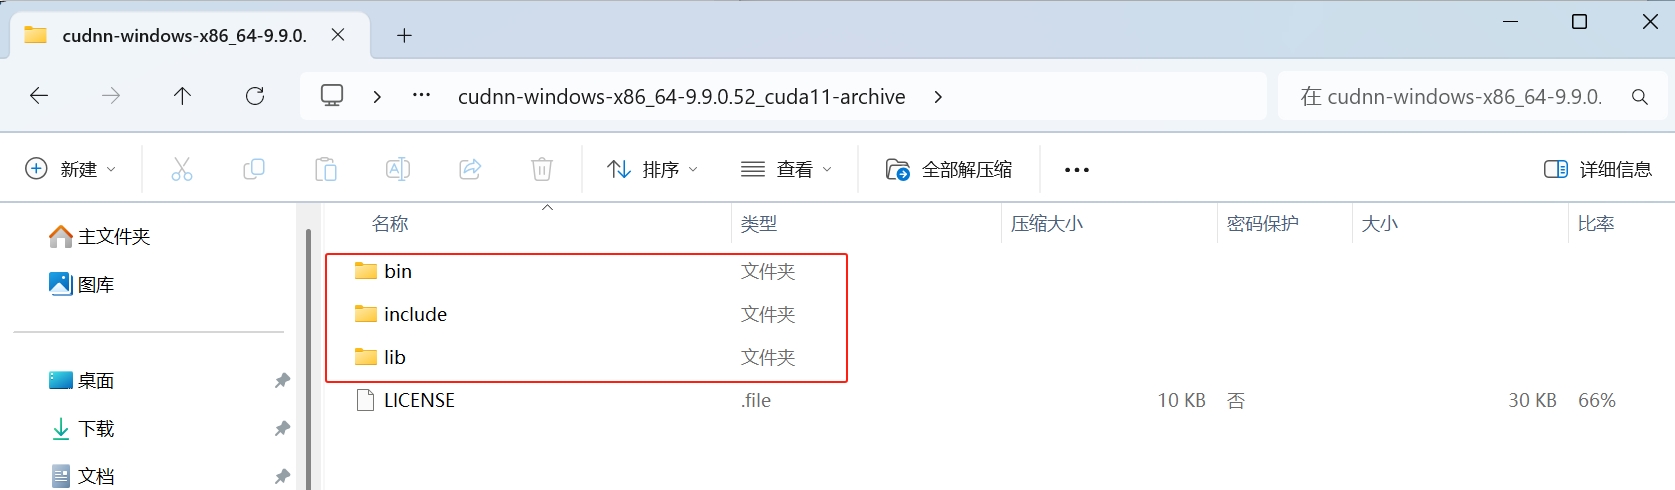 cudnn-windows-x86_64-9.9.0.
cudnn-windows-x86_64-9.9.0.52_cuda11-archive
在 cudnn-windows-x86_64-9.9.0.
新建
排序
查看
全部解压缩
详细信息
名称 类型 压缩大小 密码保护 大小 比率
主文件夹
图库
桌面
下载
文档
bin 文件夹
include 文件夹
lib 文件夹
LICENSE .file 10 KB 否 30 KB 66%